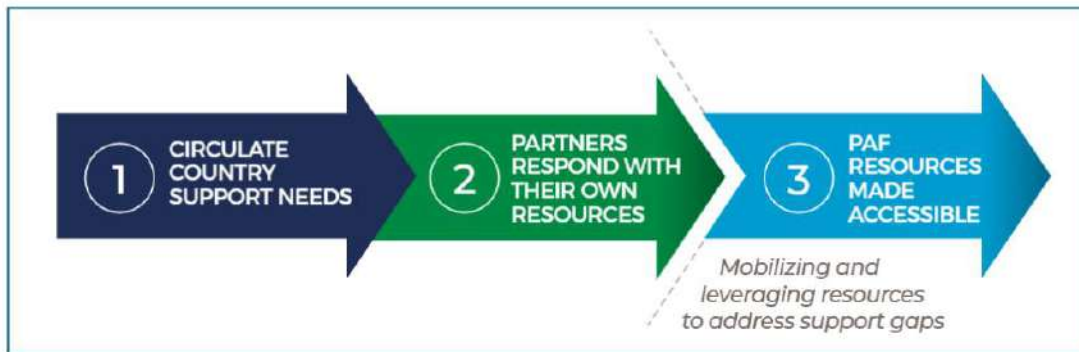 1
CIRCULATE
COUNTRY
SUPPORT NEEDS
2
PARTNERS
RESPOND WITH
THEIR OWN
RESOURCES
3
PAF
RESOURCES
MADE
ACCESSIBLE
Mobilizing and
leveraging resources
to address support gaps